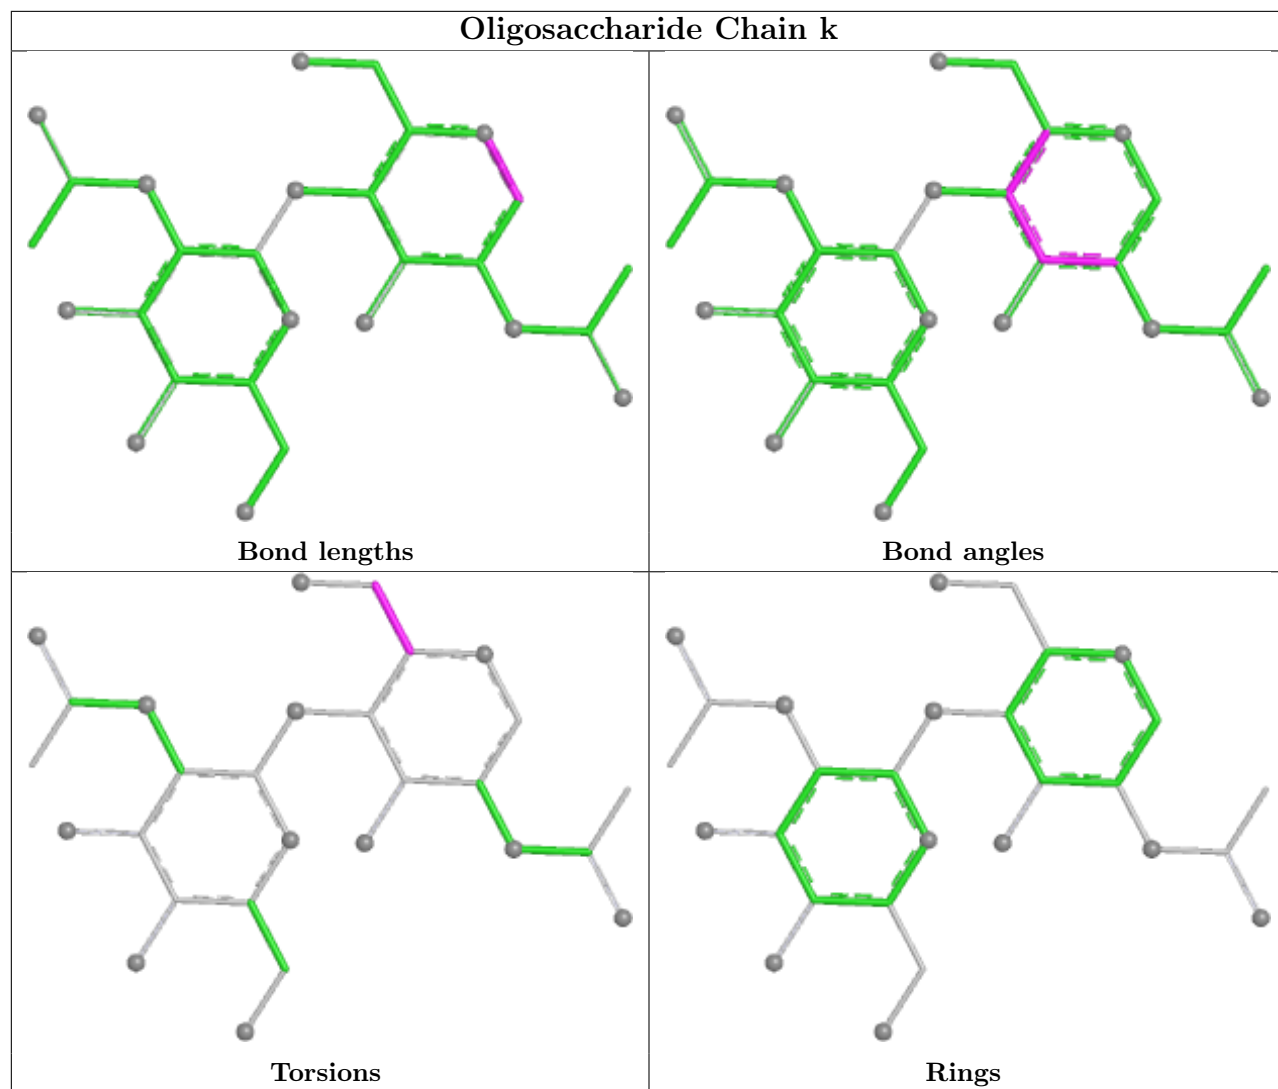 Oligosaccharide Chain k
Bond lengths
Bond angles
Torsions
Rings